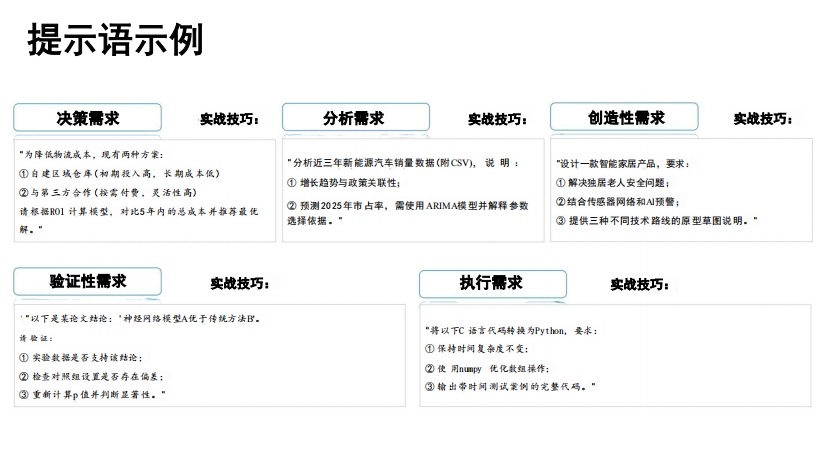 提示语示例
决策需求 实战技巧：
"为降低物流成本，现有两种方案：
①自建区域仓库(初期投入高，长期成本低)
②与第三方合作(按需付费，灵活性高)
请根据ROI 计算模型，对比5年内的总成本并推荐最优
解。"
分析需求 实战技巧：
"分析近三年新能源汽车销量数据(附CSV)， 说 明 ：
① 增长趋势与政策关联性；
② 预测2025年市占率，需使用ARIMA模型并解释参数
选择依据。"
创造性需求 实战技巧：
"设计一款智能家居产品，要求：
① 解决独居老人安全问题；
②结合传感器网络和AI预警；
③ 提供三种不同技术路线的原型草图说明。"
验证性需求 实战技巧：
' "以下是某论文结论：'神经网络模型A优于传统方法B'。
请 验 证 ：
① 实验数据是否支持该结论；
② 检查对照组设置是否存在偏差；
③ 重新计算p值并判断显著性。"
执行需求 实战技巧：
"将以下C 语言代码转换为Python， 要求：
① 保持时间复杂度不变；
② 使 用numpy 优化数组操作；
③ 输出带时间测试案例的完整代码。"